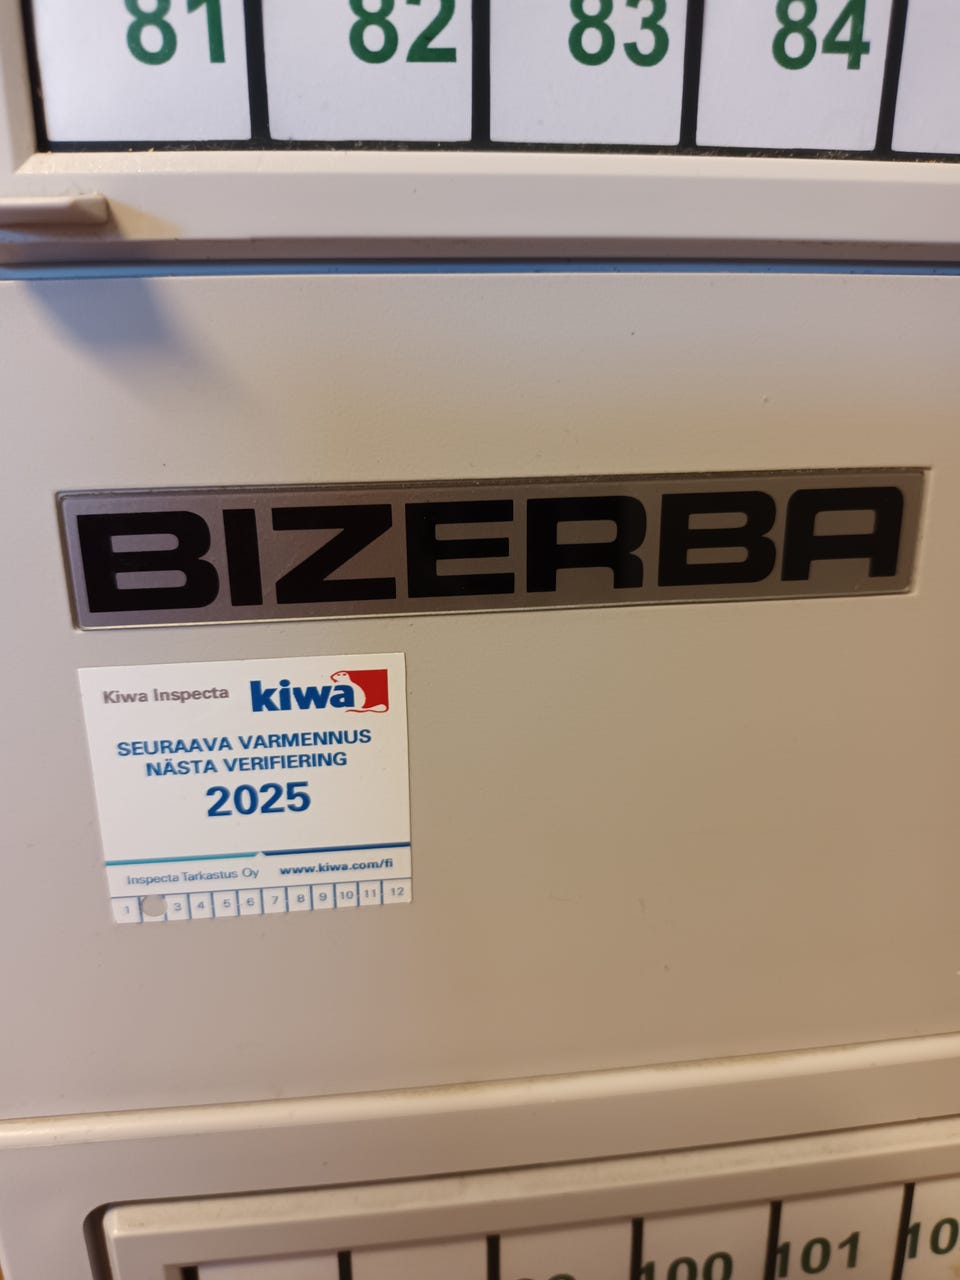 81 82 83 84
BIZERBA
Kiwa Inspecta kiwa
SEURAAVA VARMENNUS
NÄSTA VERIFIERING
2025
Inspecta Tarkastus Oy www.kiwa.com/fi
1 3 4 5 6 7 8 9 10 11 12
100 101